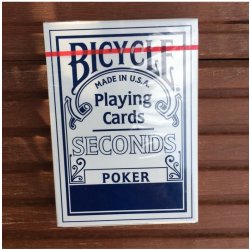 BICYCLE
MADE IN U.S.A.
Playing
Cards
SECONDS
POKER